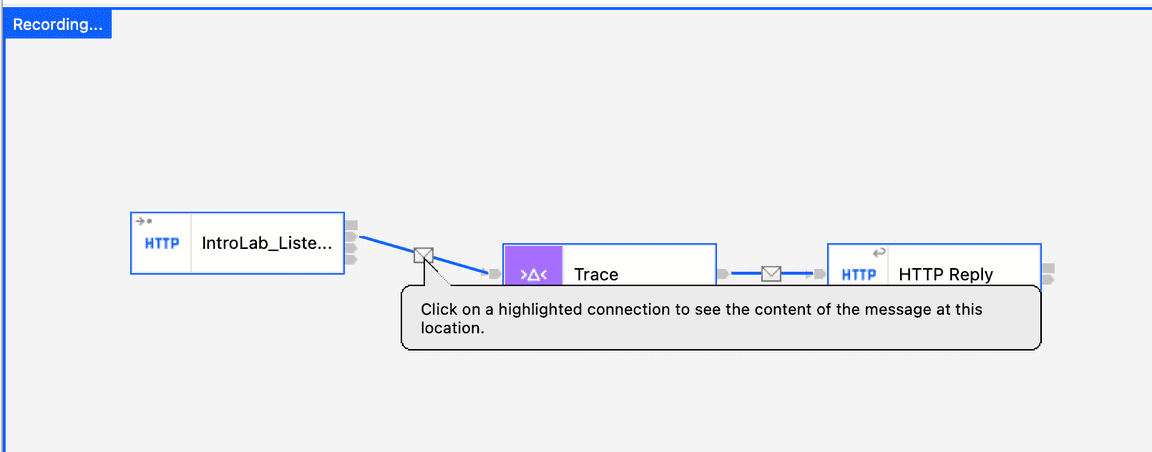 Recording...
HTTP
IntroLab_Liste...
Trace
HTTP
HTTP Reply
Click on a highlighted connection to see the content of the message at this
location.